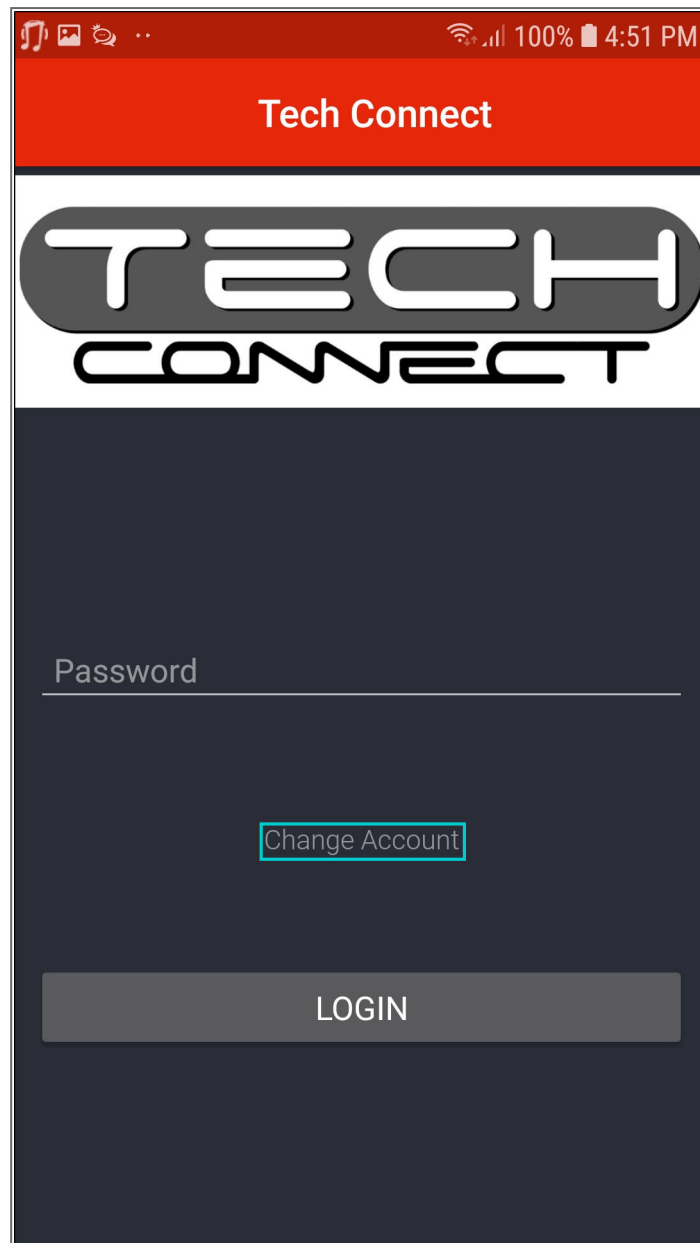 100% 4:51 PM
Tech Connect
TECH
CONNECT
Password
Change Account
LOGIN